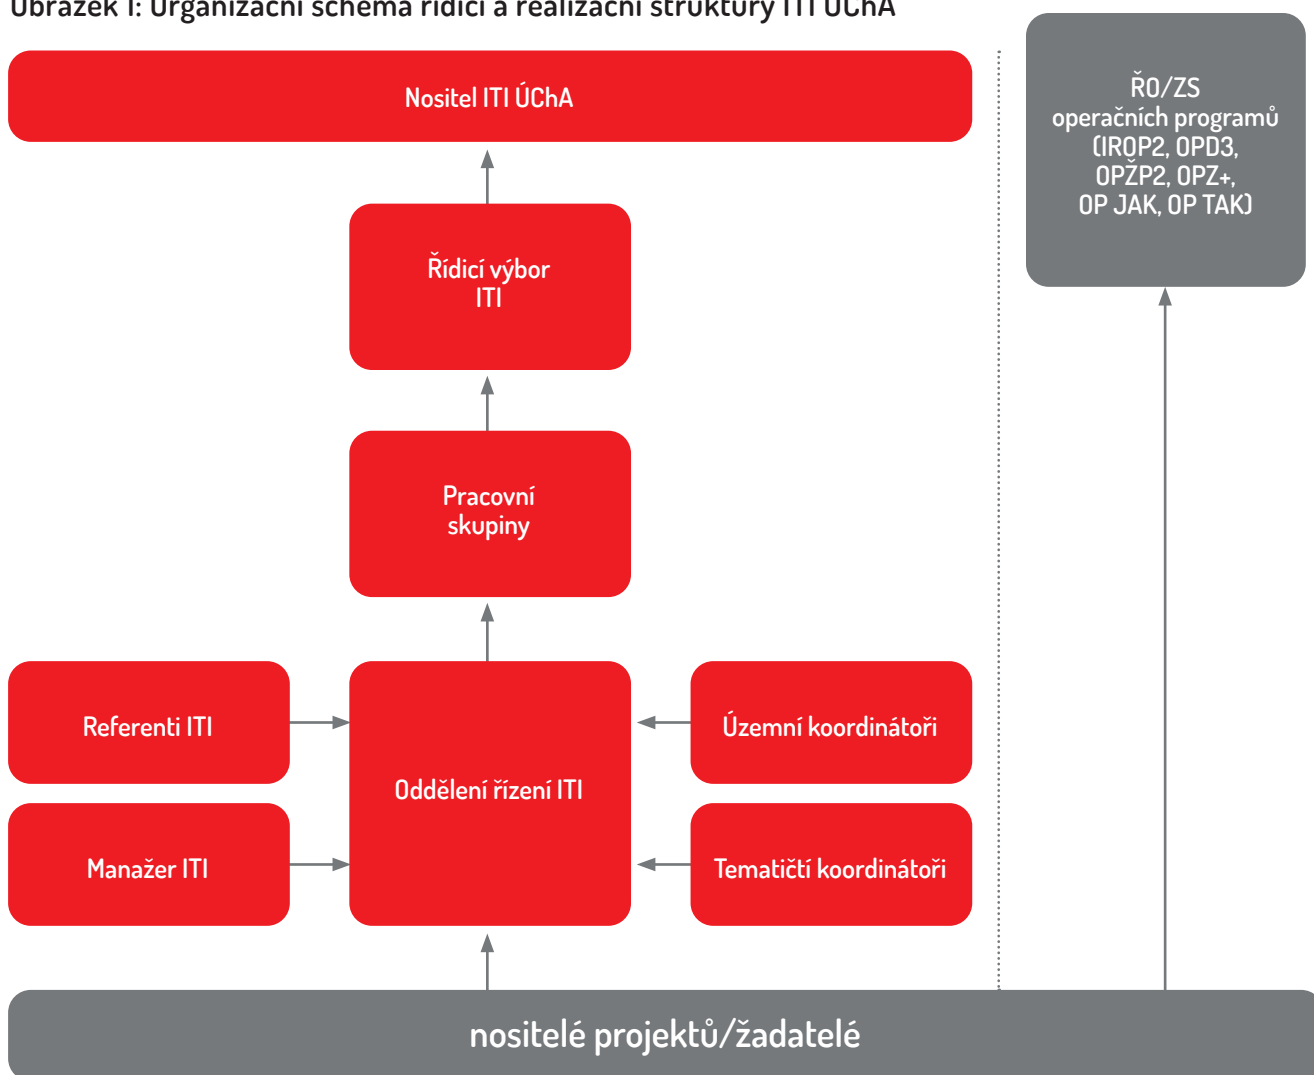 Obrázek 1: Organizační schéma řídicí a realizační struktury ITI ÚChA
Nositel ITI ÚChA
ŘO/ZS
operačních programů
(IROP2, OPD3,
OPŽP2, OPZ+,
OP JAK, OP TAK)
Řídicí výbor
ITI
Pracovní
skupiny
Referenti ITI
Oddělení řízení ITI
Územní koordinátoři
Manažer ITI
Tematičtí koordinátoři
nositelé projektů/žadatelé